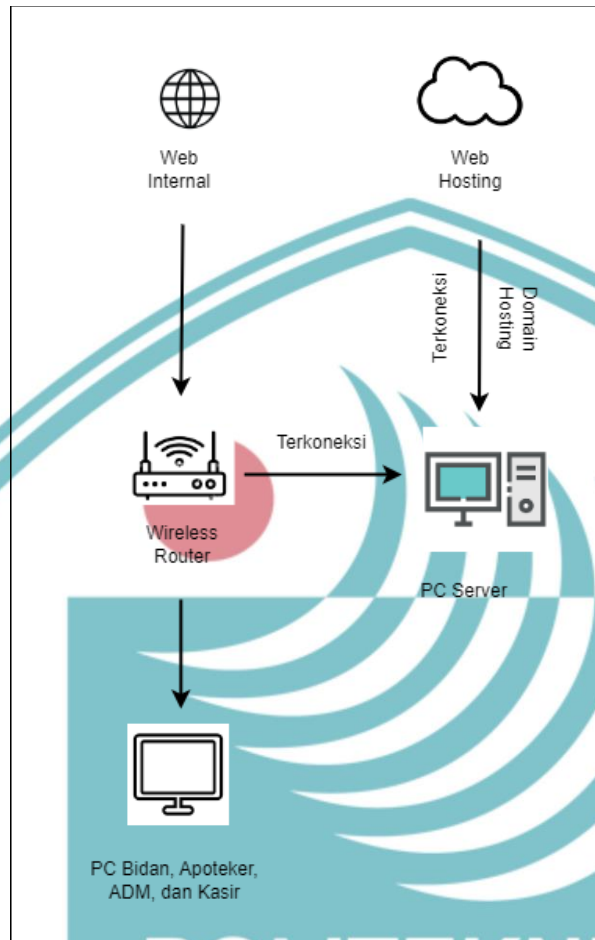 Web
Internal
Web
Hosting
Terkoneksi
Domain
Hosting
Terkoneksi
Wireless
Router
PC Server
PC Bidan, Apoteker,
ADM, dan Kasir